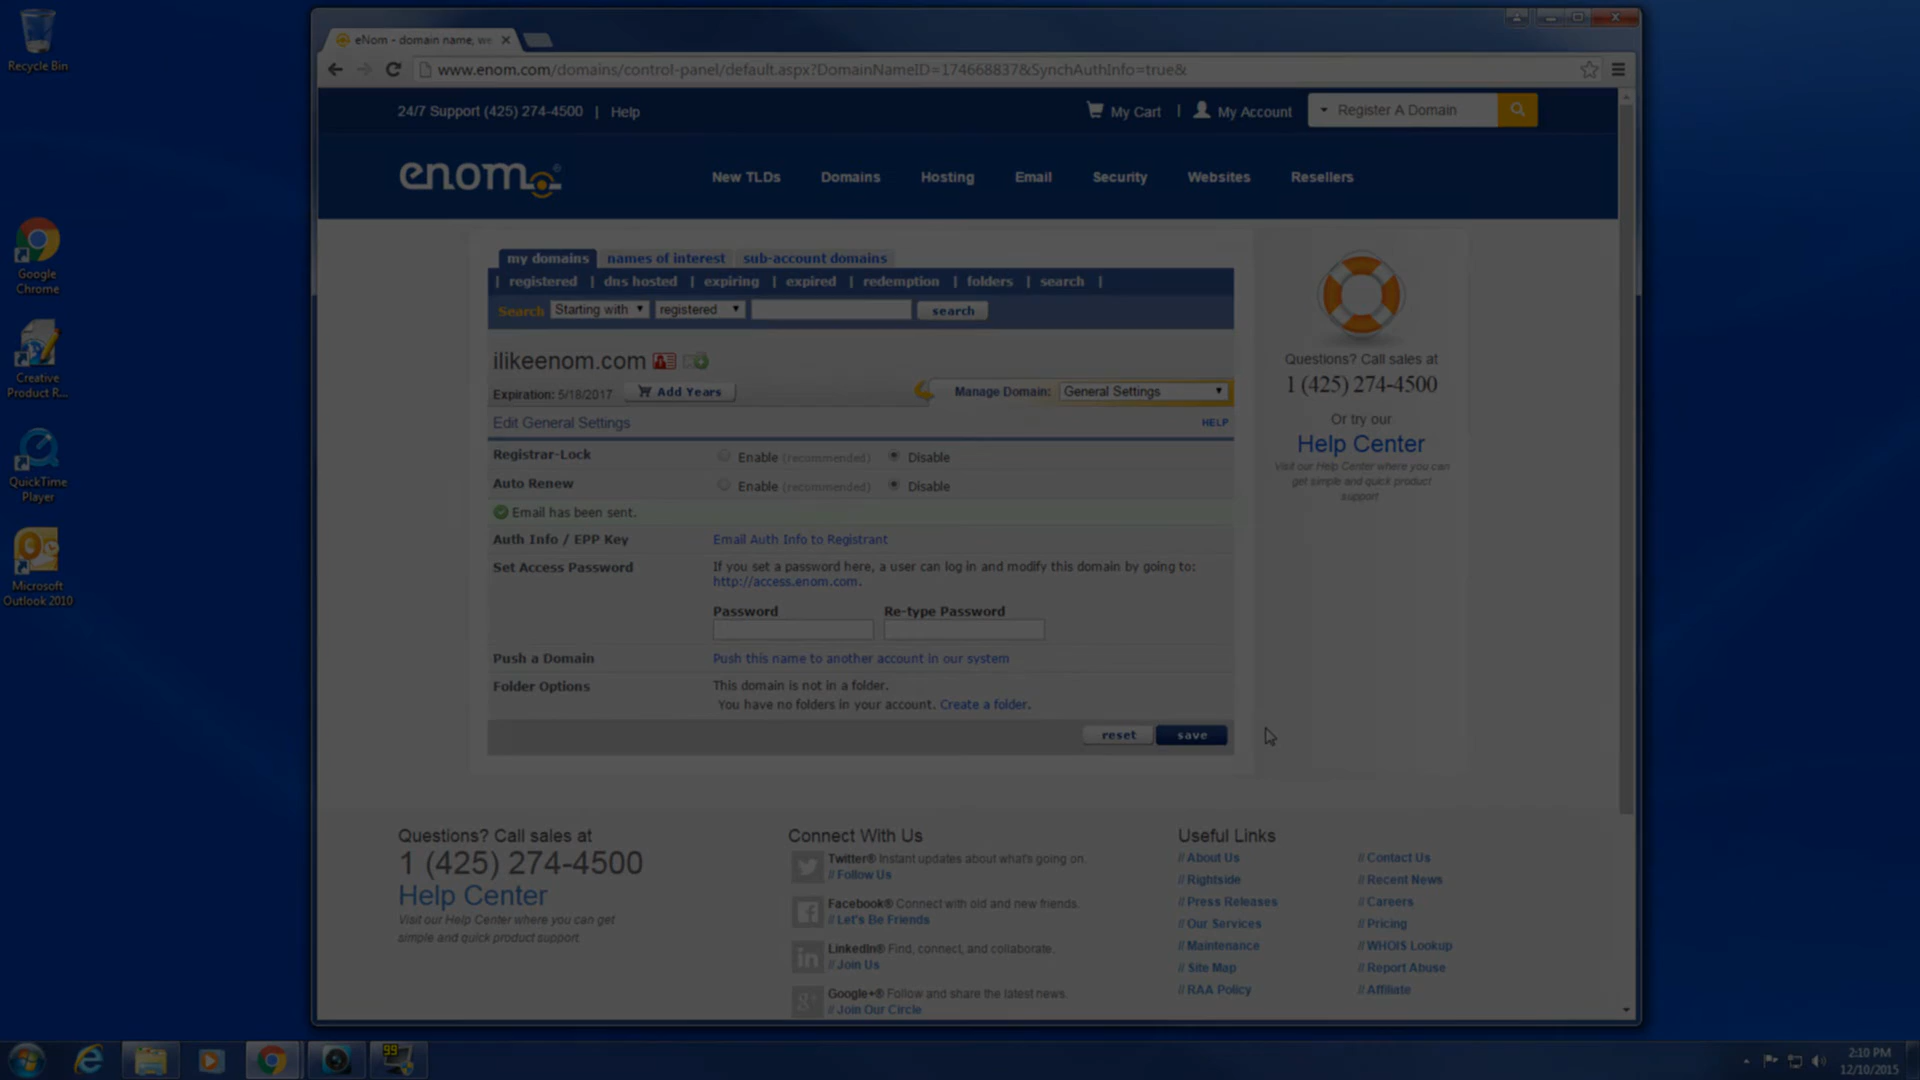 Recycle Bin
Google
Chrome
Creative
Product R...
QuickTime
Player
Microsoft
Outlook 2010
eNom - domain name, we
www.enom.com/domains/control-panel/default.aspx?DomainNameID=174668837&SynchAuthInfo=true&
24/7 Support (425) 274-4500 | Help
My Cart | My Account
Register A Domain
enom
New TLDs Domains Hosting Email Security Websites Resellers
my domains names of interest sub-account domains
| registered | dns hosted | expiring | expired | redemption | folders | search |
Search Starting with registered search
ilikeenom.com
Expiration: 5/18/2017 Add Years
Manage Domain: General Settings
Edit General Settings HELP
Registrar-Lock Enable (recommended) Disable
Auto Renew Enable (recommended) Disable
Email has been sent.
Auth Info / EPP Key Email Auth Info to Registrant
Set Access Password If you set a password here, a user can log in and modify this domain by going to:
http://access.enom.com.
Password Re-type Password
Push a Domain Push this name to another account in our system
Folder Options This domain is not in a folder.
You have no folders in your account. Create a folder.
reset save
Questions? Call sales at
1 (425) 274-4500
Or try our
Help Center
Visit our Help Center where you can
get simple and quick product
support
Questions? Call sales at
1 (425) 274-4500
Help Center
Visit our Help Center where you can get
simple and quick product support
Connect With Us
Twitter® Instant updates about what's going on.
// Follow Us
Facebook® Connect with old and new friends.
// Let's Be Friends
LinkedIn® Find, connect, and collaborate.
// Join Us
Google+® Follow and share the latest news.
// Join Our Circle
Useful Links
// About Us
// Rightside
// Press Releases
// Our Services
// Maintenance
// Site Map
// RAA Policy
// Contact Us
// Recent News
// Careers
// Pricing
// WHOIS Lookup
// Report Abuse
// Affiliate
99
2:10 PM
12/10/2015